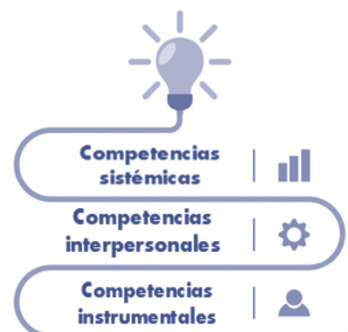 Competencias
sistémicas
Competencias
interpersonales
Competencias
instrumentales